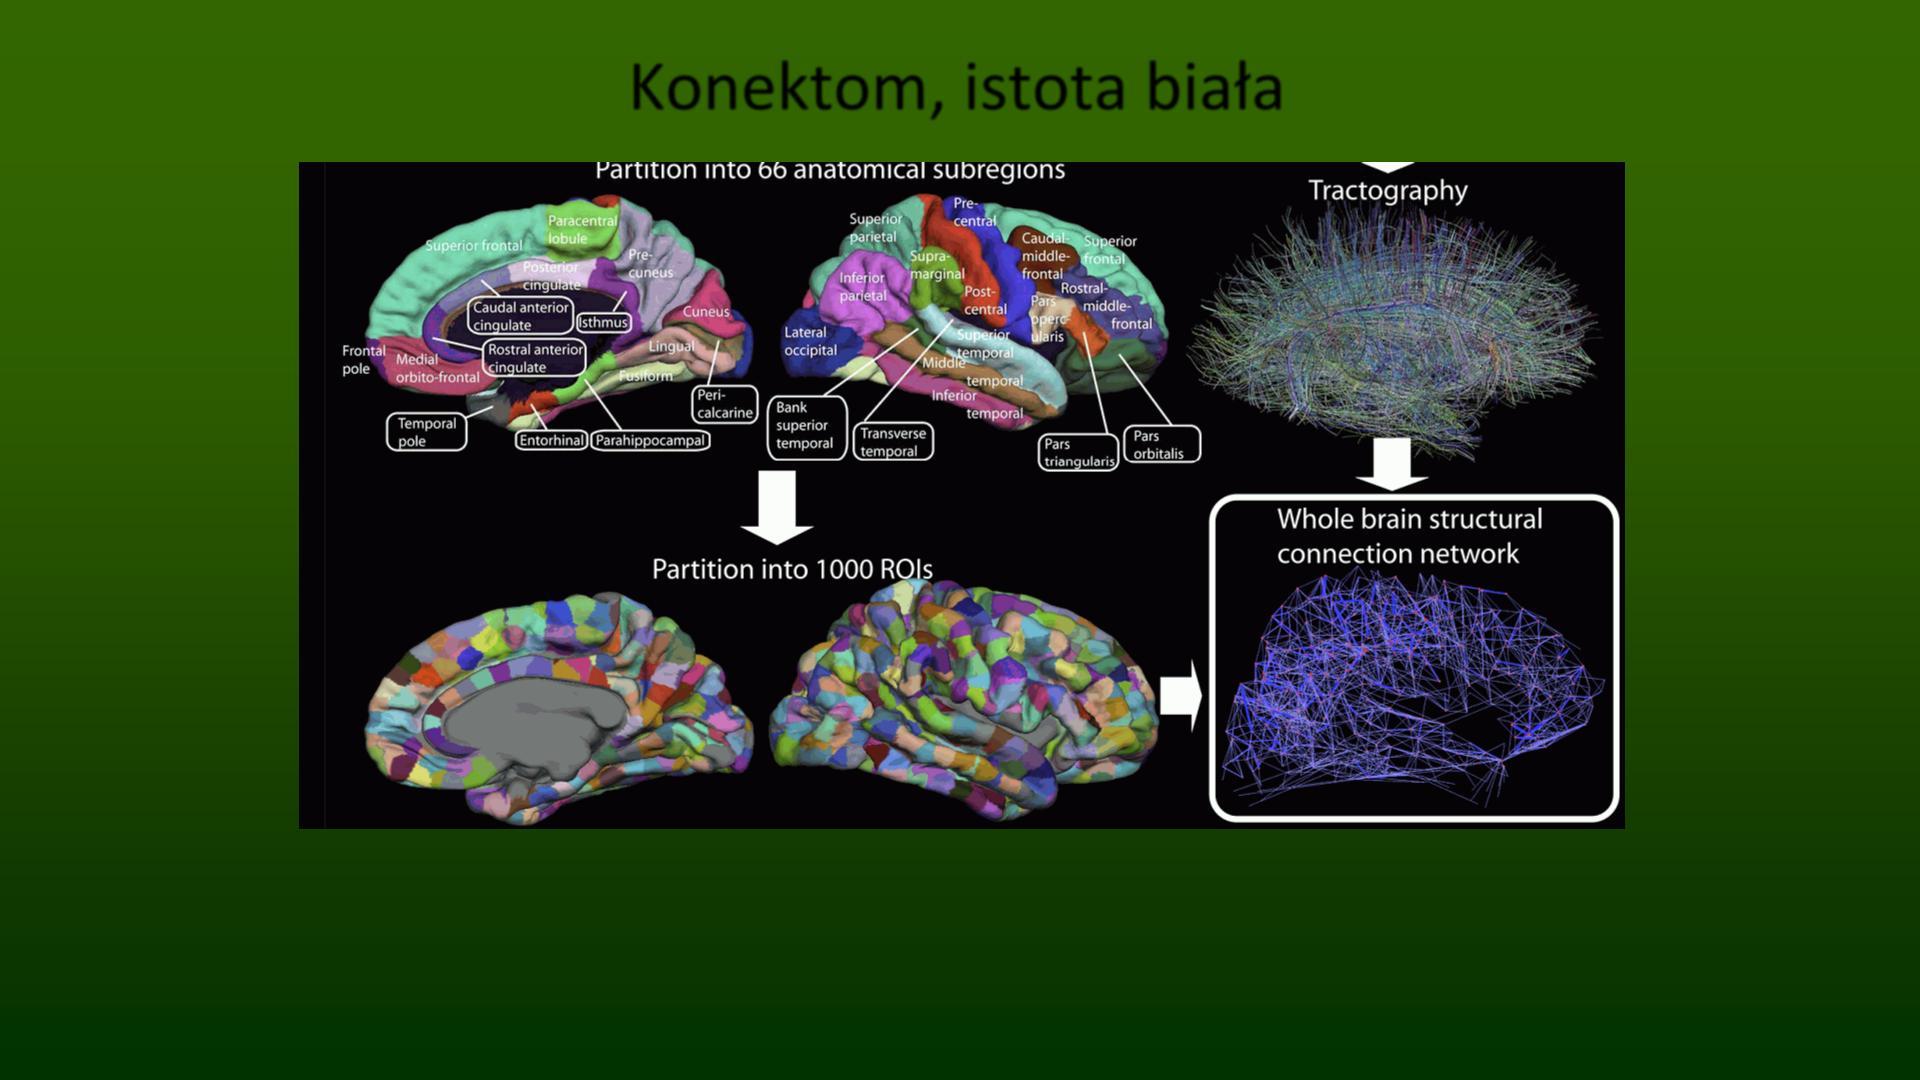 Konektom, istota biała
Partition into 66 anatomical subregions
Superior frontal
Paracentral
lobule
Posterior
cingulate
Pre-
cuneus
Caudal anterior
cingulate
Isthmus
Cuneus
Rostral anterior
cingulate
Lingual
Frontal
pole
Medial
orbito-frontal
Fusiform
Peri-
calcarine
Temporal
pole
Entorhinal
Parahippocampal
Superior
parietal
Pre-
central
Caudal-
middle-
frontal
Superior
frontal
Supra-
marginal
Inferior
parietal
Post-
central
Rostral-
middle-
frontal
Pars
operc-
ularis
Lateral
occipital
Superior
temporal
Middle
temporal
Inferior
temporal
Bank
superior
temporal
Transverse
temporal
Pars
triangularis
Pars
orbitalis
Tractography
Partition into 1000 ROIs
Whole brain structural
connection network